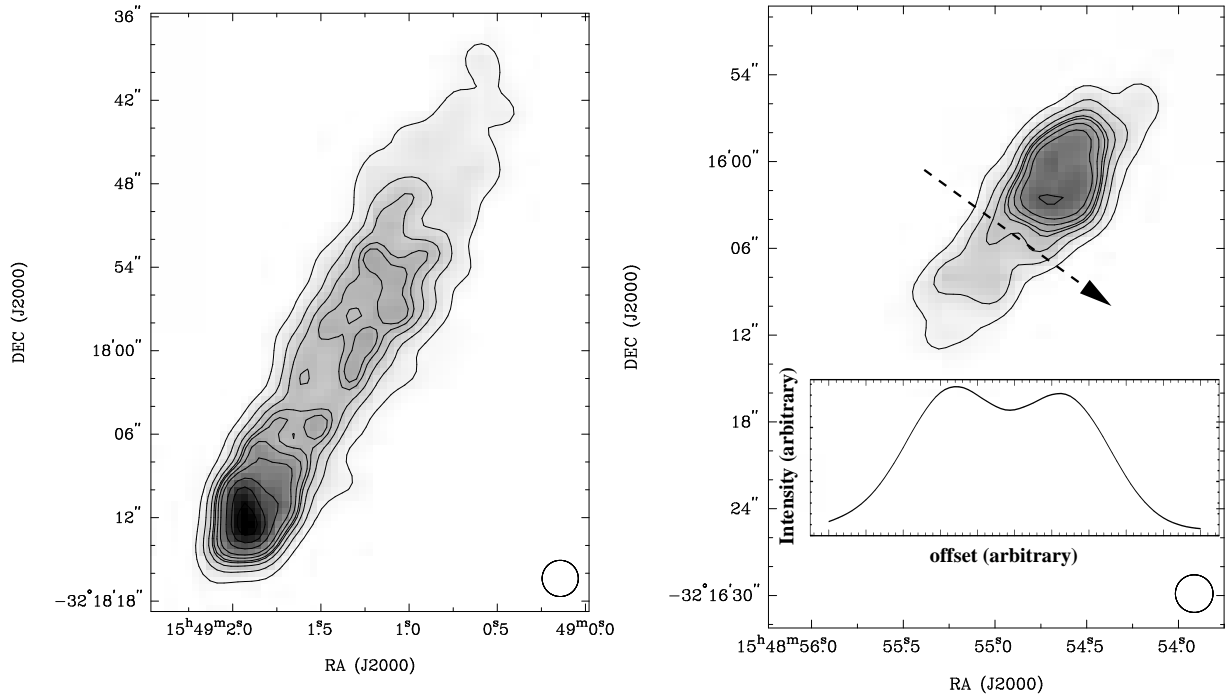 36"
42"
48"
54"
18'00"
06"
12"
−32°18'18"
DEC (J2000)
15ʰ49ᵐ2ˢ.0
1ˢ.5
1ˢ.0
0ˢ.5
49ᵐ0ˢ.0
RA (J2000)
54"
16'00"
06"
12"
18"
24"
−32°16'30"
DEC (J2000)
Intensity (arbitrary)
offset (arbitrary)
15ʰ48ᵐ56ˢ.0
55ˢ.5
55ˢ.0
54ˢ.5
54ˢ.0
RA (J2000)